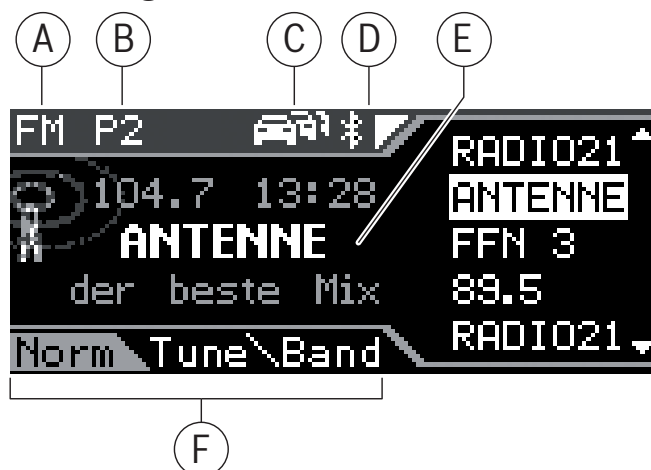 A B C D E
FM P2
104.7 13:28
ANTENNE
der beste Mix
Norm Tune Band
RADIO21
ANTENNE
FFN 3
89.5
RADIO21
F